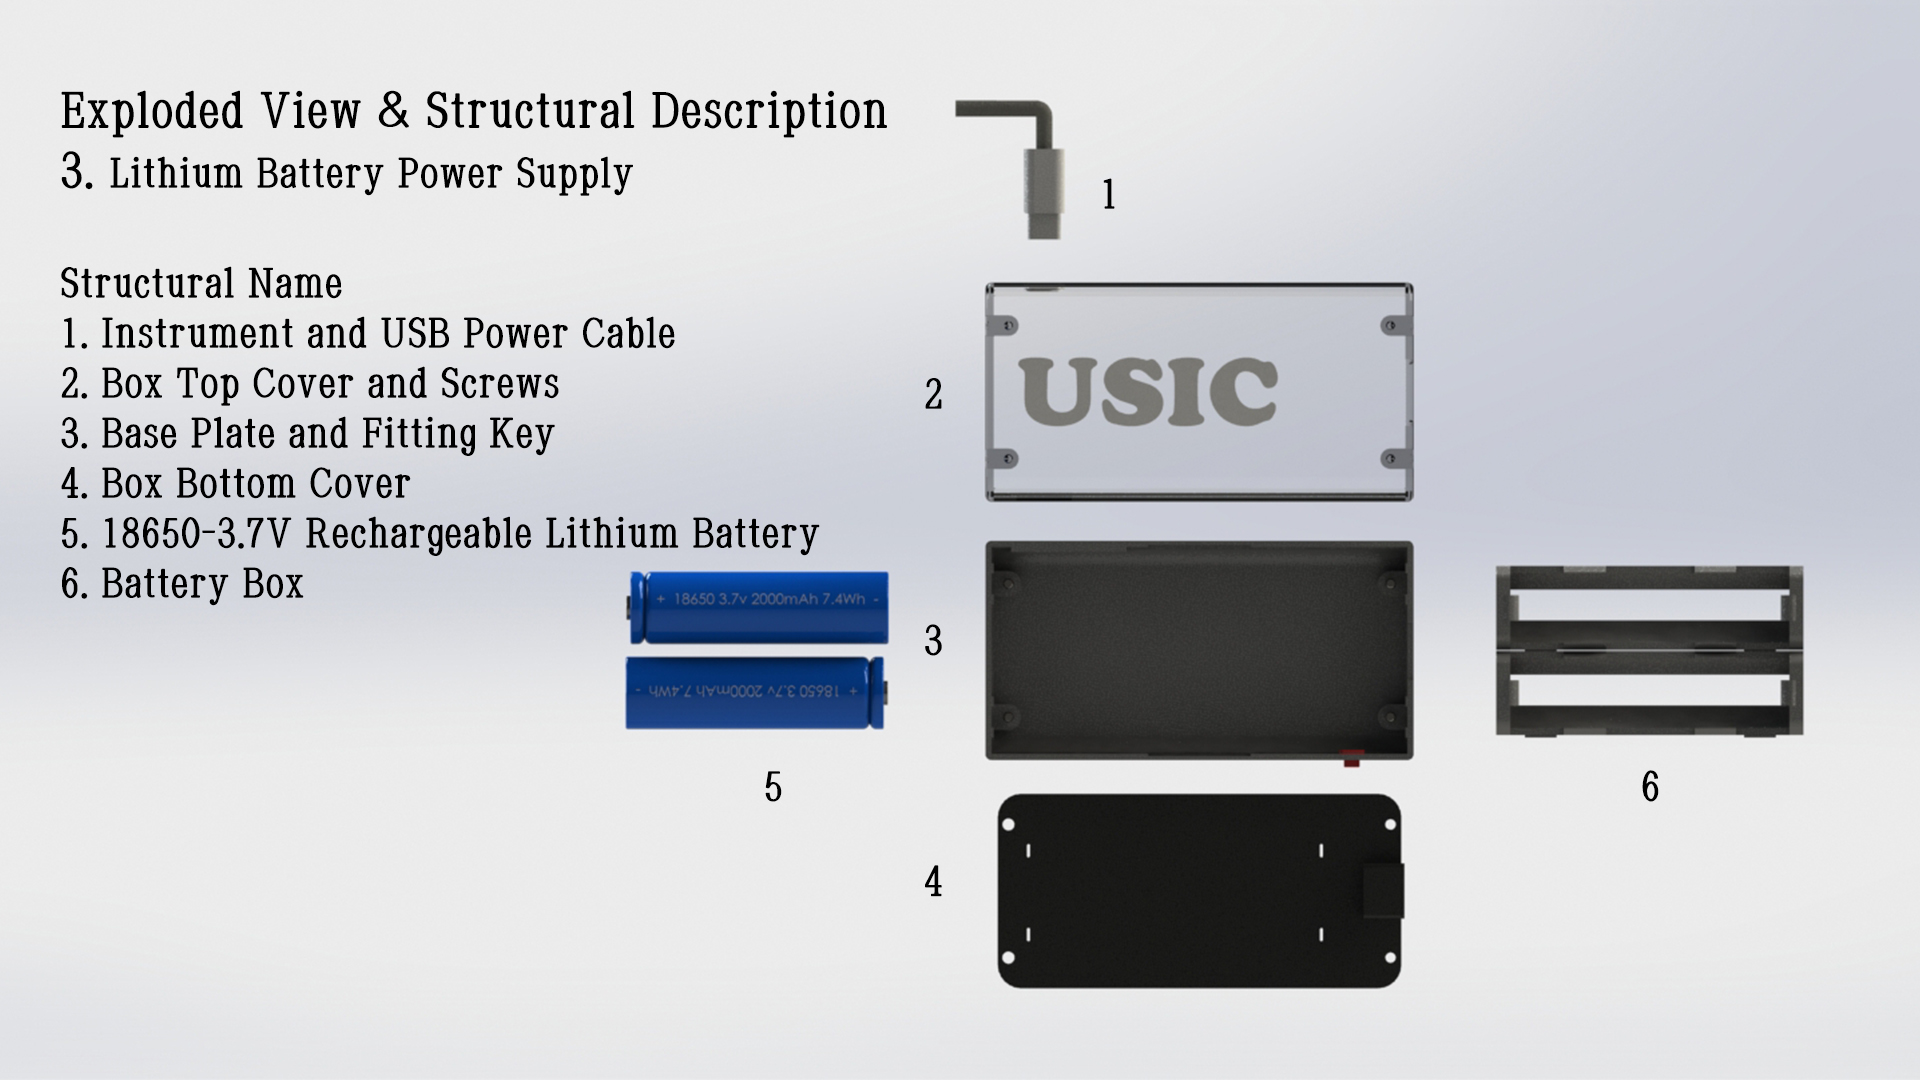 Exploded View & Structural Description
3. Lithium Battery Power Supply
Structural Name
1. Instrument and USB Power Cable
2. Box Top Cover and Screws
3. Base Plate and Fitting Key
4. Box Bottom Cover
5. 18650-3.7V Rechargeable Lithium Battery
6. Battery Box
1
2
USIC
+ 18650 3.7v 2000mAh 7.4Wh -
+ 18650 3.7v 2000mAh 7.4Wh -
3
5
6
4